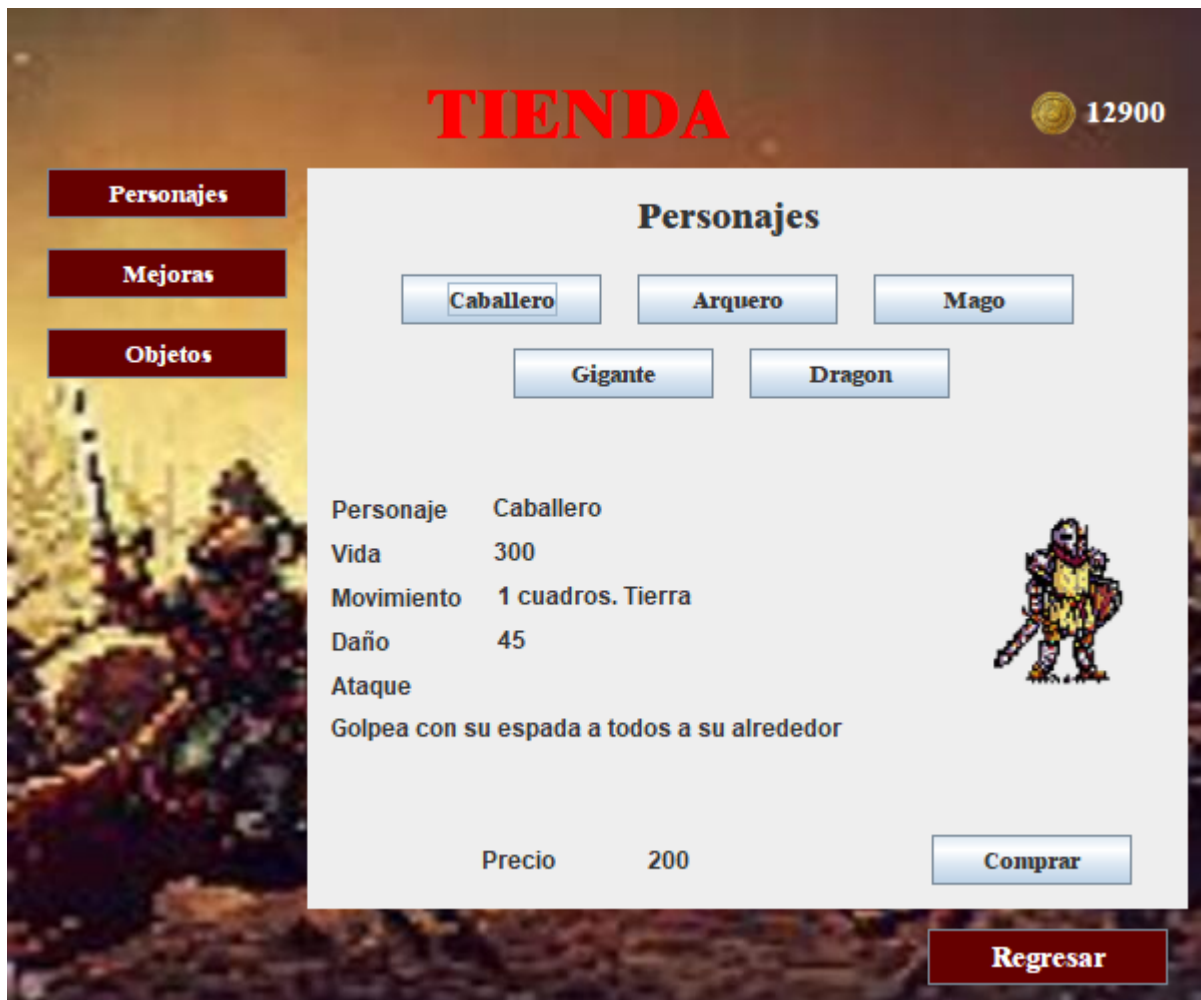 TIENDA
12900
Personajes
Mejoras
Objetos
Personajes
Caballero Arquero Mago
Gigante Dragon
Personaje Caballero
Vida 300
Movimiento 1 cuadros. Tierra
Daño 45
Ataque
Golpea con su espada a todos a su alrededor
Precio 200 Comprar
Regresar